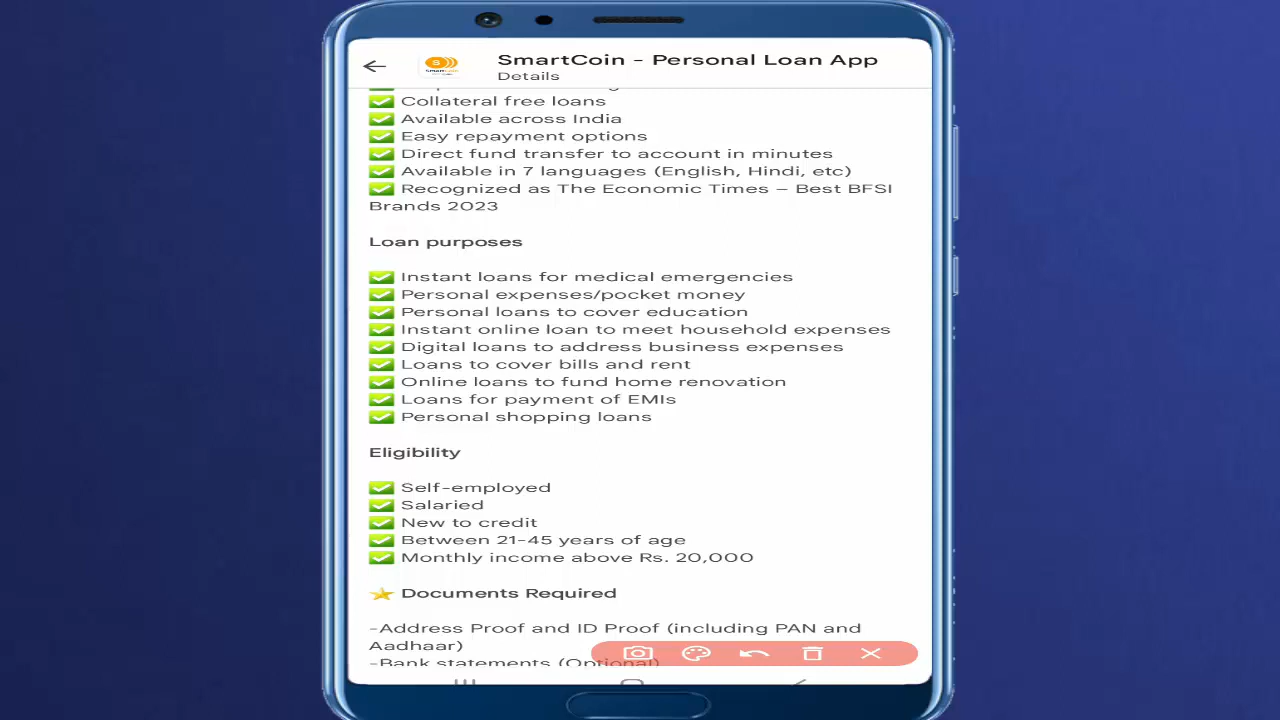 SmartCoin - Personal Loan App
Details
✅ Collateral free loans
✅ Available across India
✅ Easy repayment options
✅ Direct fund transfer to account in minutes
✅ Available in 7 languages (English, Hindi, etc)
✅ Recognized as The Economic Times – Best BFSI
Brands 2023
Loan purposes
✅ Instant loans for medical emergencies
✅ Personal expenses/pocket money
✅ Personal loans to cover education
✅ Instant online loan to meet household expenses
✅ Digital loans to address business expenses
✅ Loans to cover bills and rent
✅ Online loans to fund home renovation
✅ Loans for payment of EMIs
✅ Personal shopping loans
Eligibility
✅ Self-employed
✅ Salaried
✅ New to credit
✅ Between 21-45 years of age
✅ Monthly income above Rs. 20,000
⭐ Documents Required
-Address Proof and ID Proof (including PAN and
Aadhaar)
-Bank statements (Optional)